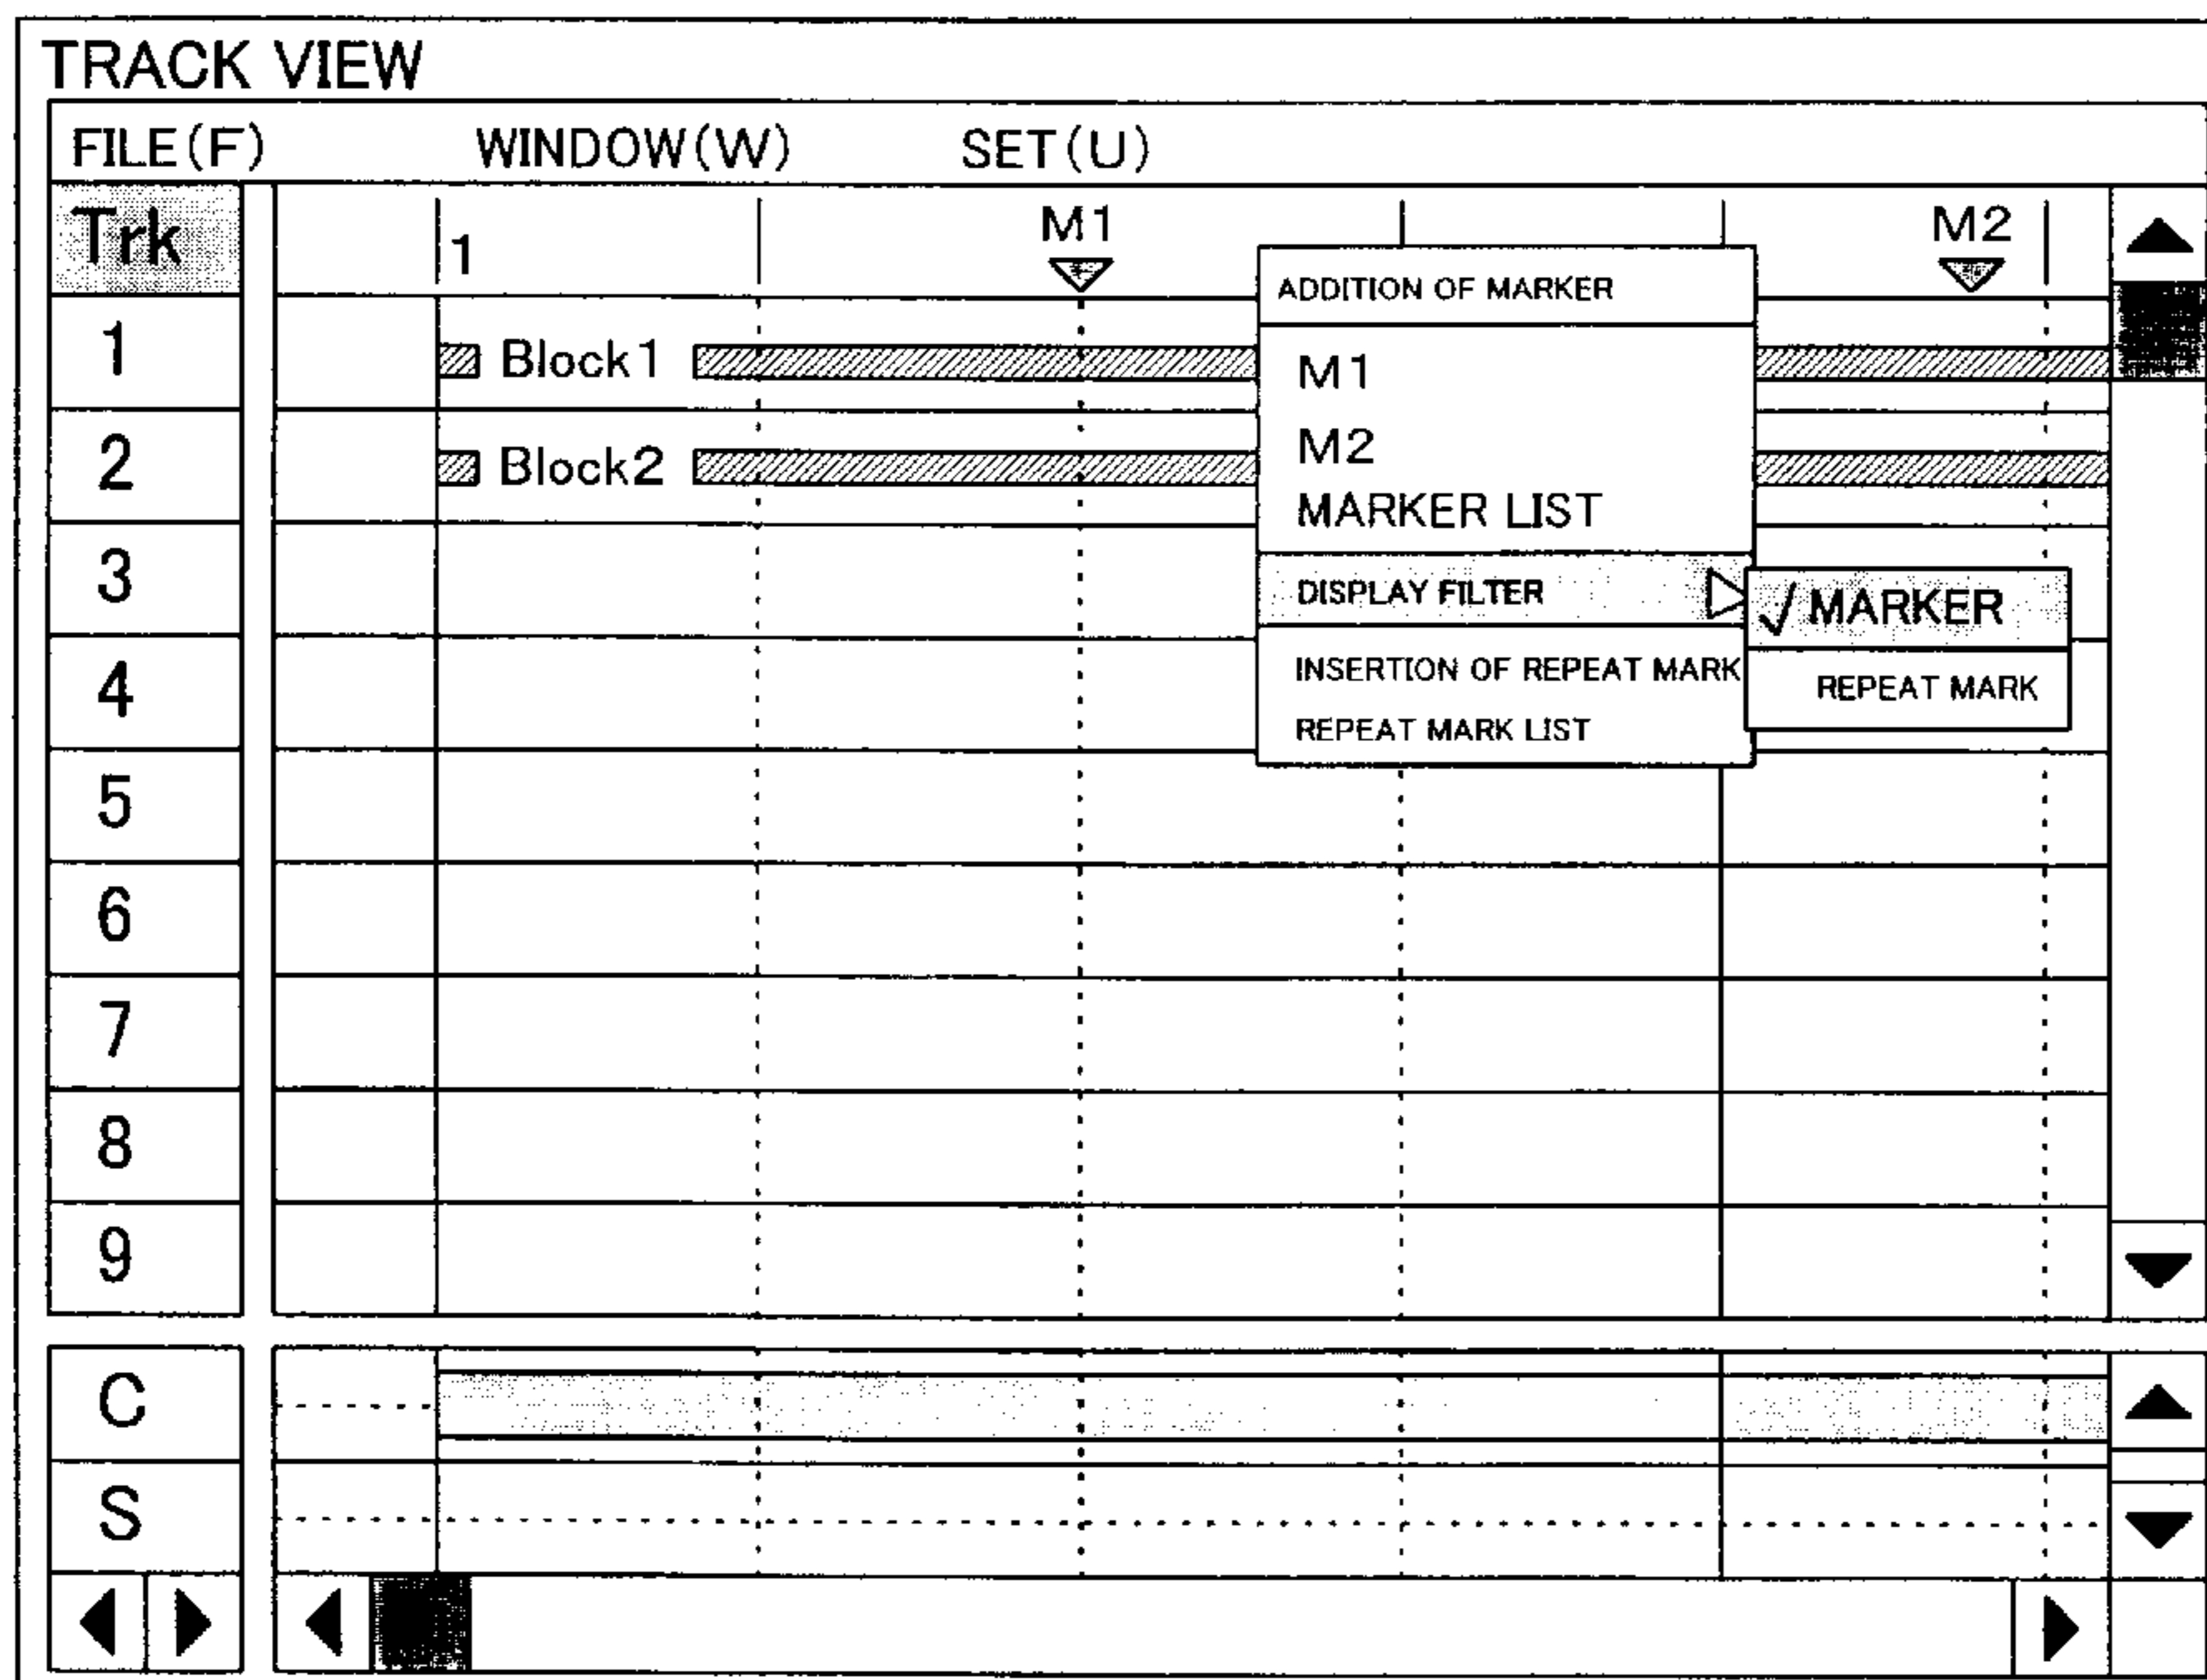 TRACK VIEW
FILE(F) WINDOW(W) SET(U)
Trk 1 M1 M2
ADDITION OF MARKER
1 Block1 M1
2 Block2 M2
MARKER LIST
3 DISPLAY FILTER √ MARKER
4 INSERTION OF REPEAT MARK REPEAT MARK
REPEAT MARK LIST
5
6
7
8
9
C
S